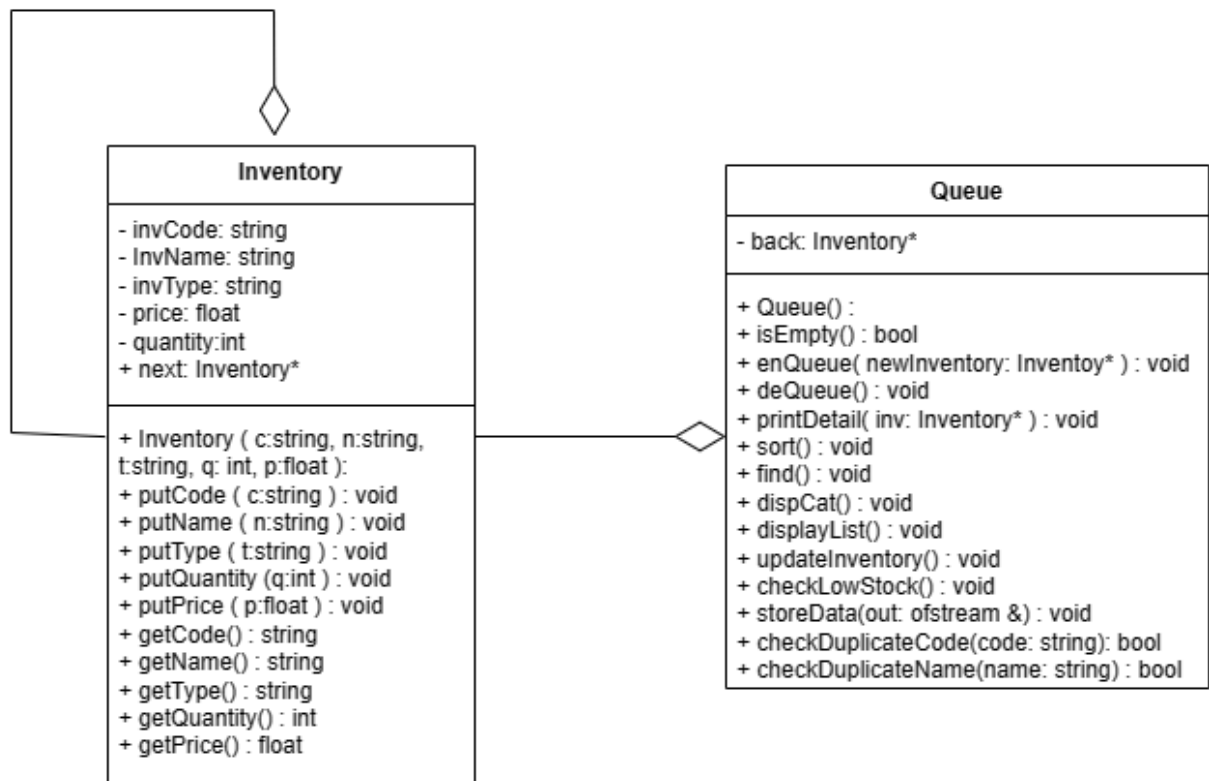 Inventory
- invCode: string
- InvName: string
- invType: string
- price: float
- quantity:int
+ next: Inventory*
+ Inventory ( c:string, n:string,
t:string, q: int, p:float ):
+ putCode ( c:string ) : void
+ putName ( n:string ) : void
+ putType ( t:string ) : void
+ putQuantity (q:int ) : void
+ putPrice ( p:float ) : void
+ getCode() : string
+ getName() : string
+ getType() : string
+ getQuantity() : int
+ getPrice() : float
Queue
- back: Inventory*
+ Queue() :
+ isEmpty() : bool
+ enQueue( newInventory: Inventoy* ) : void
+ deQueue() : void
+ printDetail( inv: Inventory* ) : void
+ sort() : void
+ find() : void
+ dispCat() : void
+ displayList() : void
+ updateInventory() : void
+ checkLowStock() : void
+ storeData(out: ofstream &) : void
+ checkDuplicateCode(code: string): bool
+ checkDuplicateName(name: string) : bool